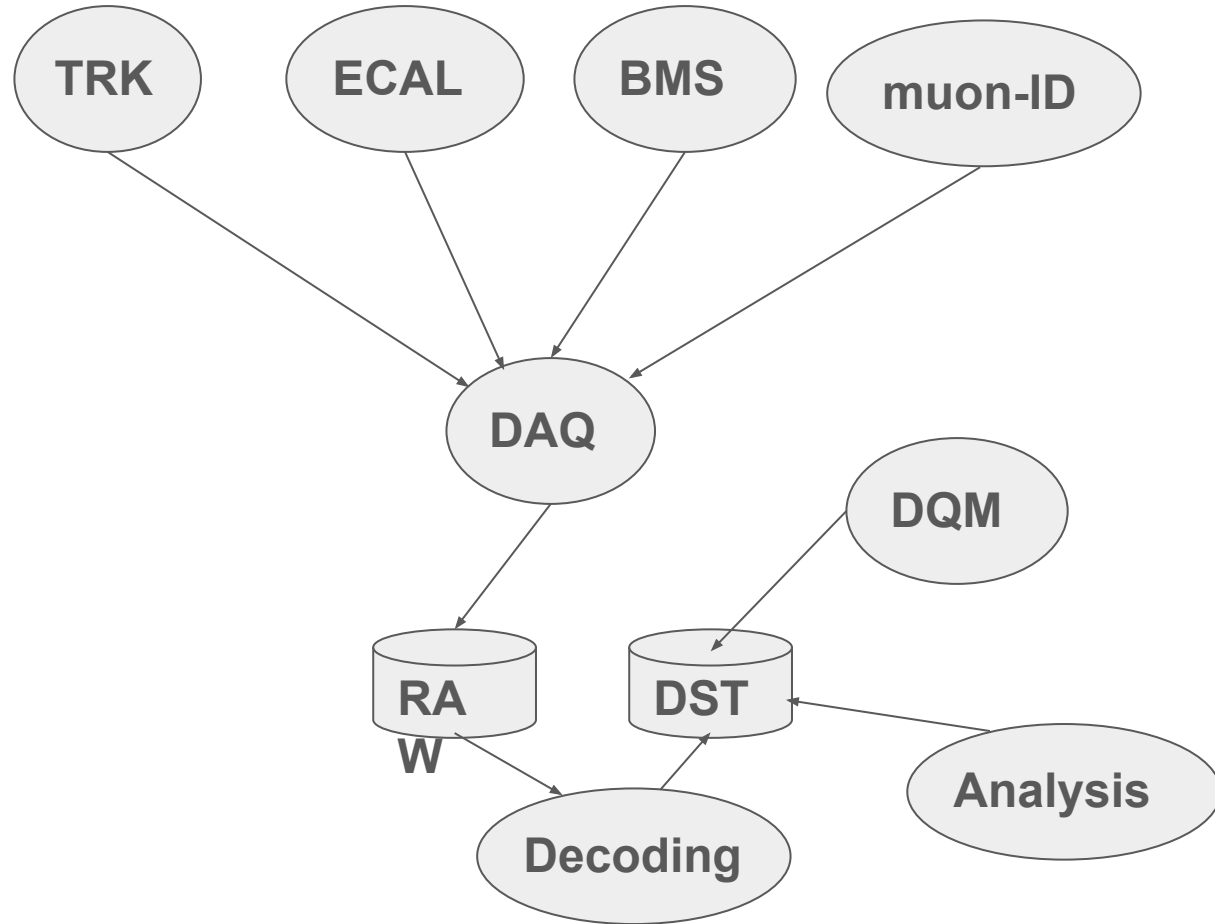 TRK
ECAL
BMS
muon-ID
DAQ
DQM
RA
W
DST
Analysis
Decoding